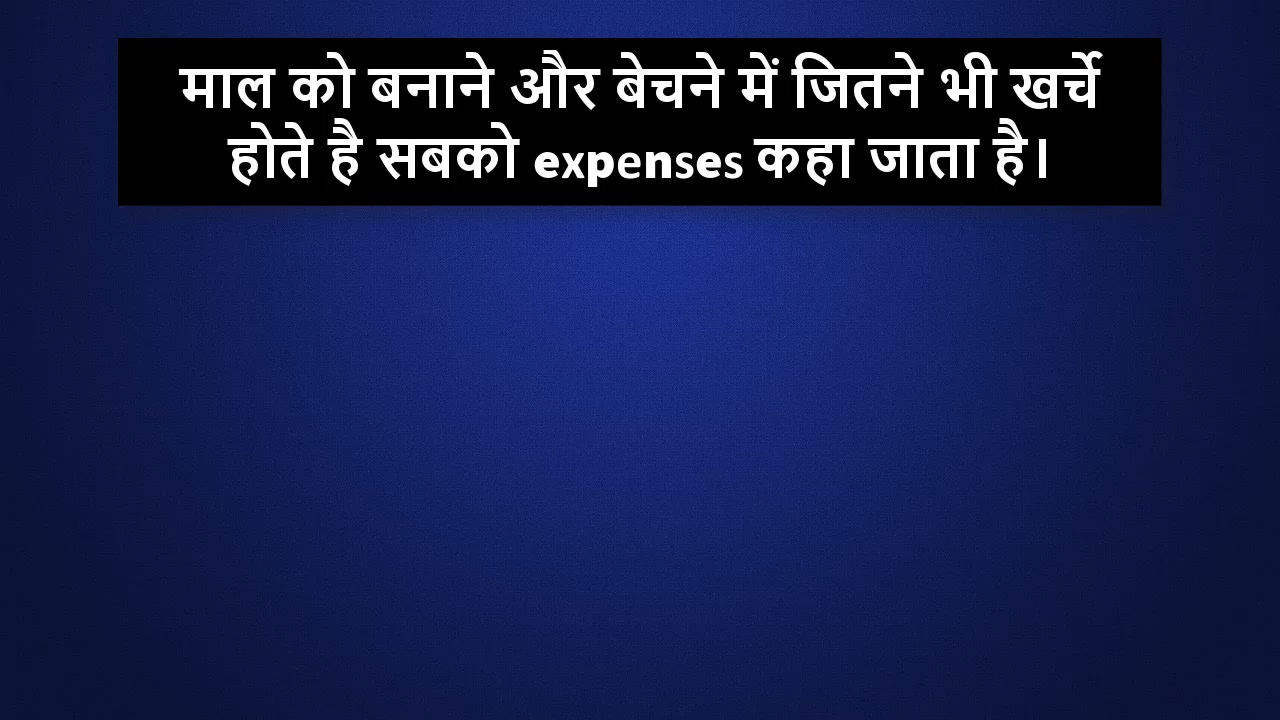 माल को बनाने और बेचने में जितने भी खर्चे
होते है सबको expenses कहा जाता है।